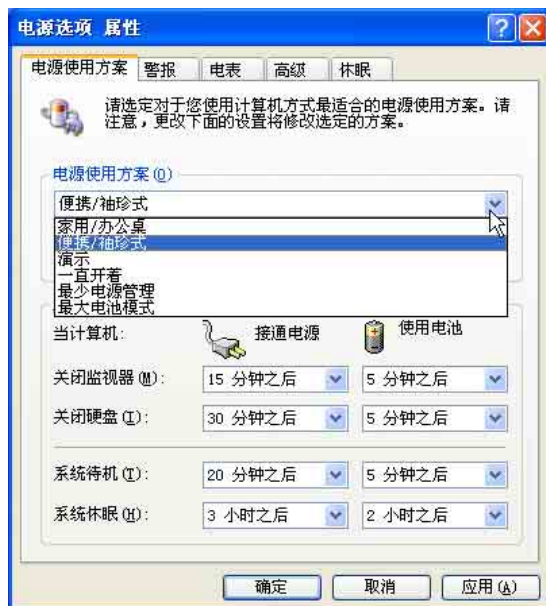 电源选项 属性
电源使用方案 警报 电表 高级 休眠
请选定对于您使用计算机方式最适合的电源使用方案。请
注意，更改下面的设置将修改选定的方案。
电源使用方案(O)
便携/袖珍式
家用/办公桌
便携/袖珍式
演示
一直开着
最少电源管理
最大电池模式
当计算机: 接通电源 使用电池
关闭监视器(M): 15 分钟之后 5 分钟之后
关闭硬盘(I): 30 分钟之后 5 分钟之后
系统待机(T): 20 分钟之后 5 分钟之后
系统休眠(H): 3 小时之后 2 小时之后
确定 取消 应用(A)